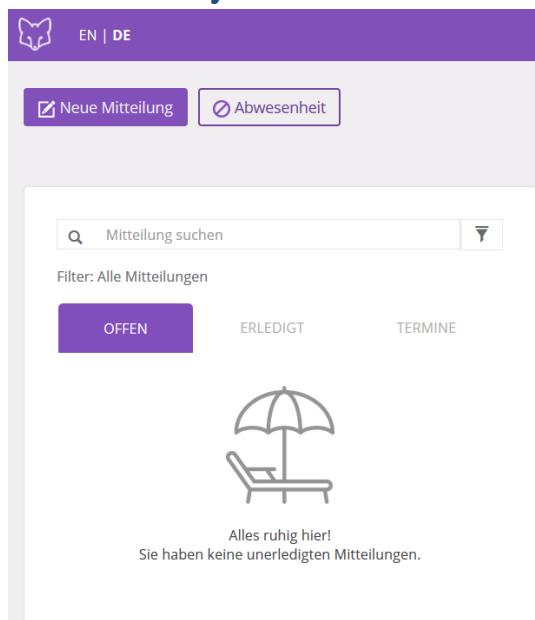 EN | DE
Neue Mitteilung
Abwesenheit
Mitteilung suchen
Filter: Alle Mitteilungen
OFFEN ERLEDIGT TERMINE
Alles ruhig hier!
Sie haben keine unerledigten Mitteilungen.